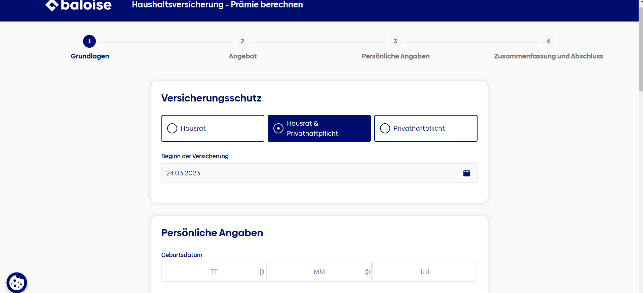 baloise
Haushaltsversicherung - Prämie berechnen
1
2
3
4
Grundlagen
Angebot
Persönliche Angaben
Zusammenfassung und Abschluss
Versicherungsschutz
Hausrat
Hausrat &
Privathaftpflicht
Privathaftpflicht
Beginn der Versicherung
24.03.2023
Persönliche Angaben
Geburtsdatum
TT
MM
JJJJ